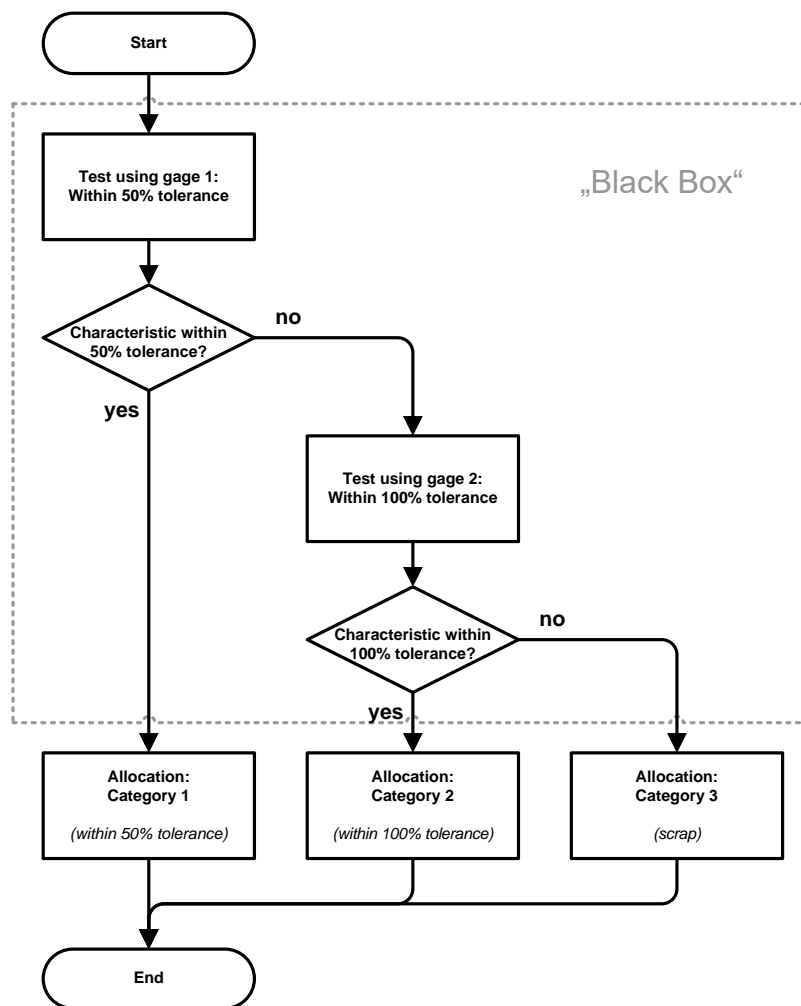 Start
Test using gage 1:
Within 50% tolerance
„Black Box“
Characteristic within
50% tolerance?
no
yes
Test using gage 2:
Within 100% tolerance
Characteristic within
100% tolerance?
no
yes
Allocation:
Category 1
(within 50% tolerance)
Allocation:
Category 2
(within 100% tolerance)
Allocation:
Category 3
(scrap)
End